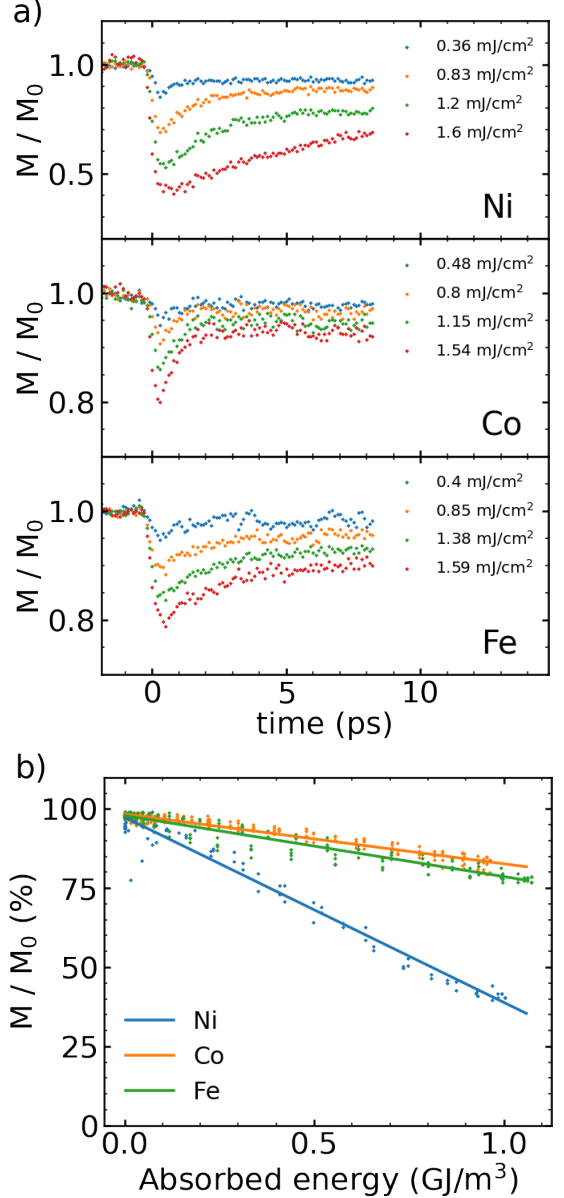 a)
1.0
0.5
M / M₀
0.36 mJ/cm²
0.83 mJ/cm²
1.2 mJ/cm²
1.6 mJ/cm²
Ni
1.0
0.8
M / M₀
0.48 mJ/cm²
0.8 mJ/cm²
1.15 mJ/cm²
1.54 mJ/cm²
Co
1.0
0.8
M / M₀
0.4 mJ/cm²
0.85 mJ/cm²
1.38 mJ/cm²
1.59 mJ/cm²
Fe
0 5 10
time (ps)
b)
100
75
50
25
0
M / M₀ (%)
Ni
Co
Fe
0.0 0.5 1.0
Absorbed energy (GJ/m³)